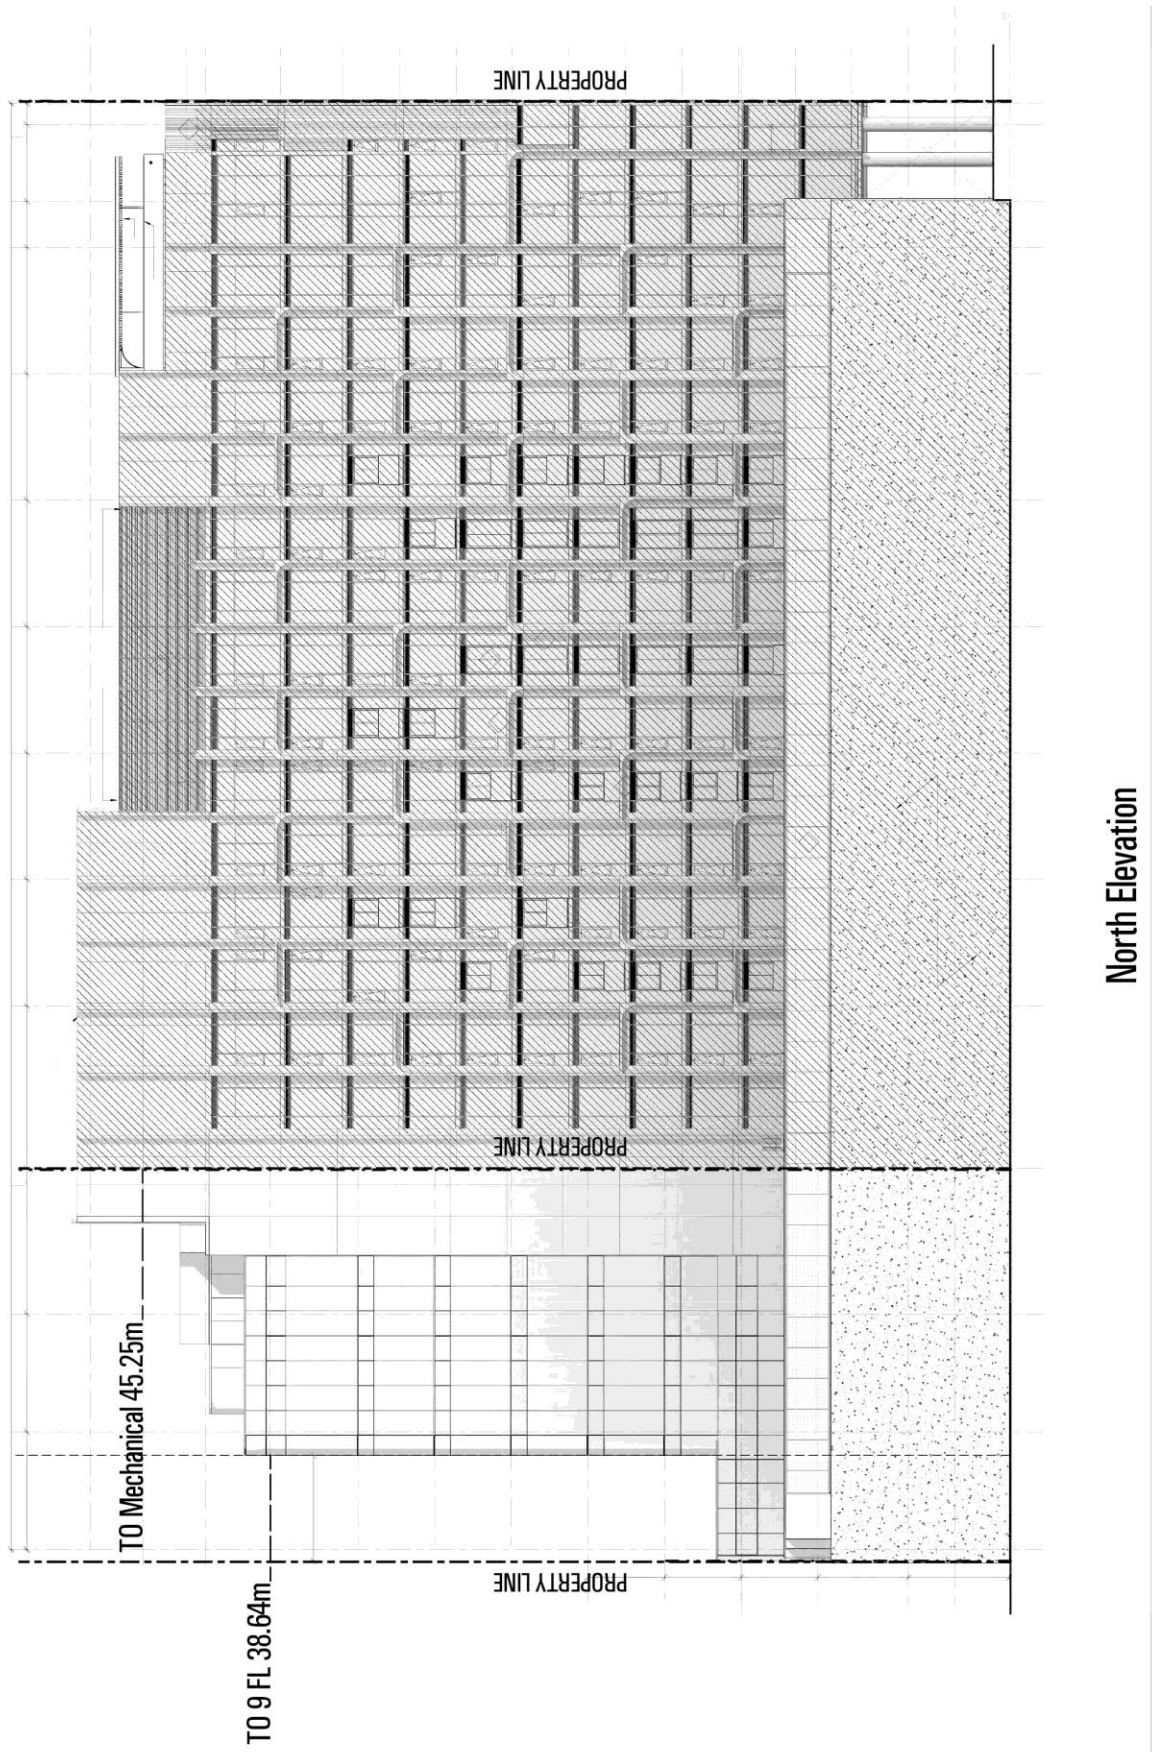 PROPERTY LINE
PROPERTY LINE
PROPERTY LINE
TO Mechanical 45.25m
TO 9 FL 38.64m
North Elevation